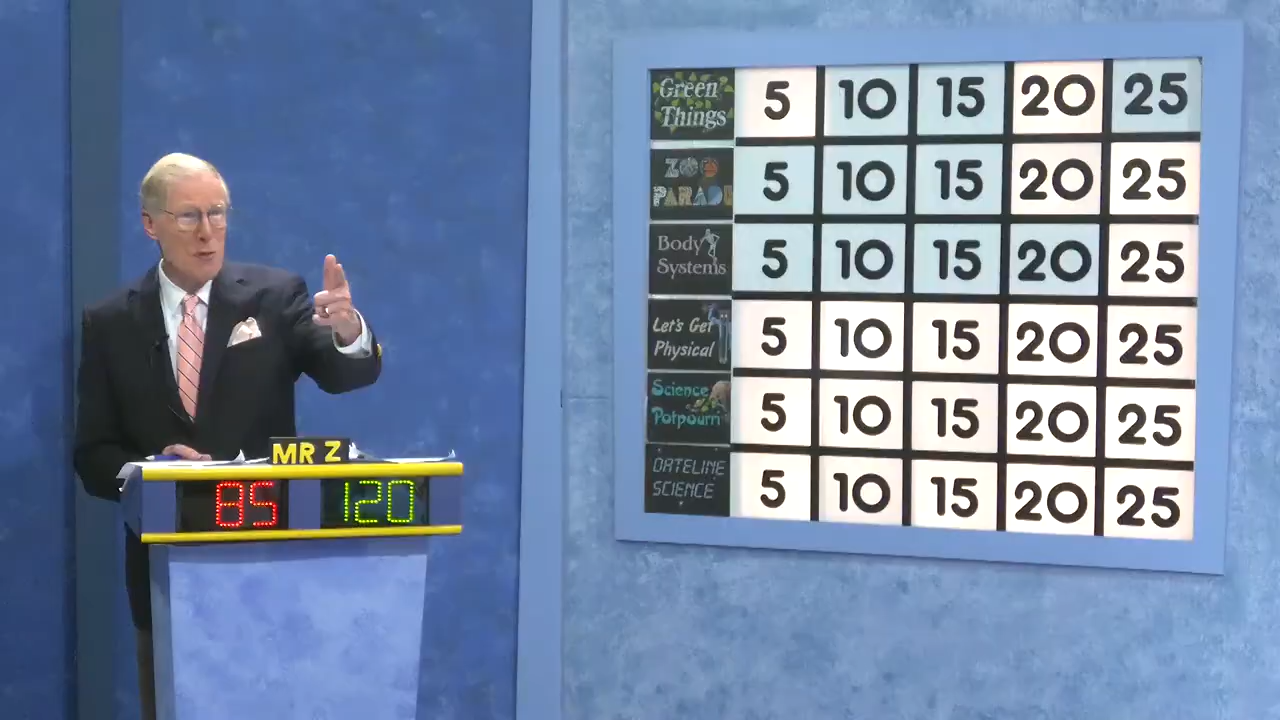 Green
Things
5 10 15 20 25
ZOO
PARADE
5 10 15 20 25
Body
Systems
5 10 15 20 25
Let's Get
Physical
5 10 15 20 25
Science
Potpourri
5 10 15 20 25
DATELINE
SCIENCE
5 10 15 20 25
MR Z
85 120